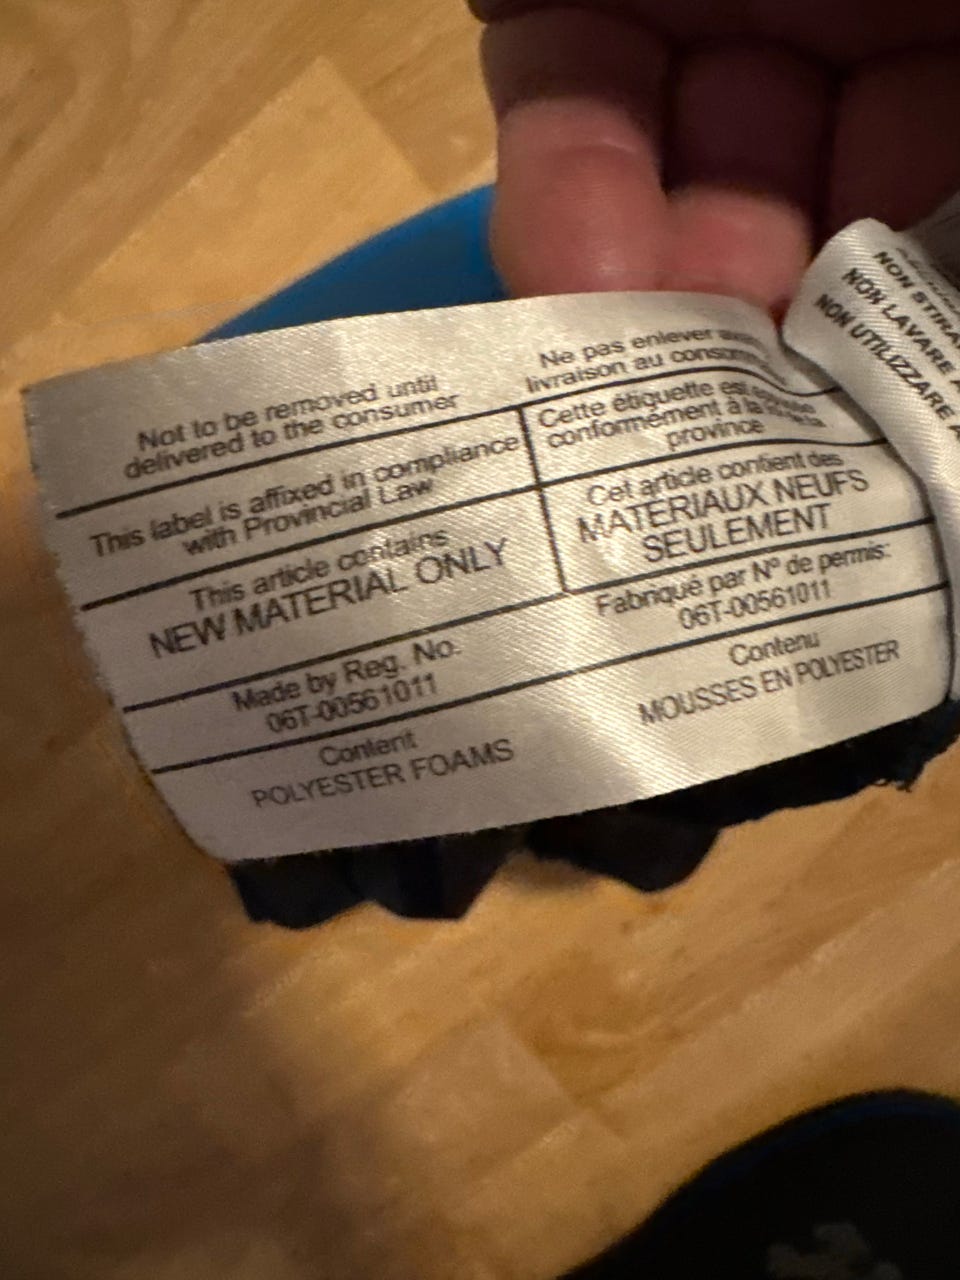 Not to be removed until
delivered to the consumer
Ne pas enlever
livraison au
This label is affixed in compliance
with Provincial Law
Cette étiquette est
conformément à la
province
This article contains
NEW MATERIAL ONLY
Cet article contient des
MATERIAUX NEUFS
SEULEMENT
Made by Reg. No.
06T-00561011
Fabriqué par Nº de permis:
06T-00561011
Content
POLYESTER FOAMS
Contenu
MOUSSES EN POLYESTER
NON
NON LAVARE
NON UTILIZZARE